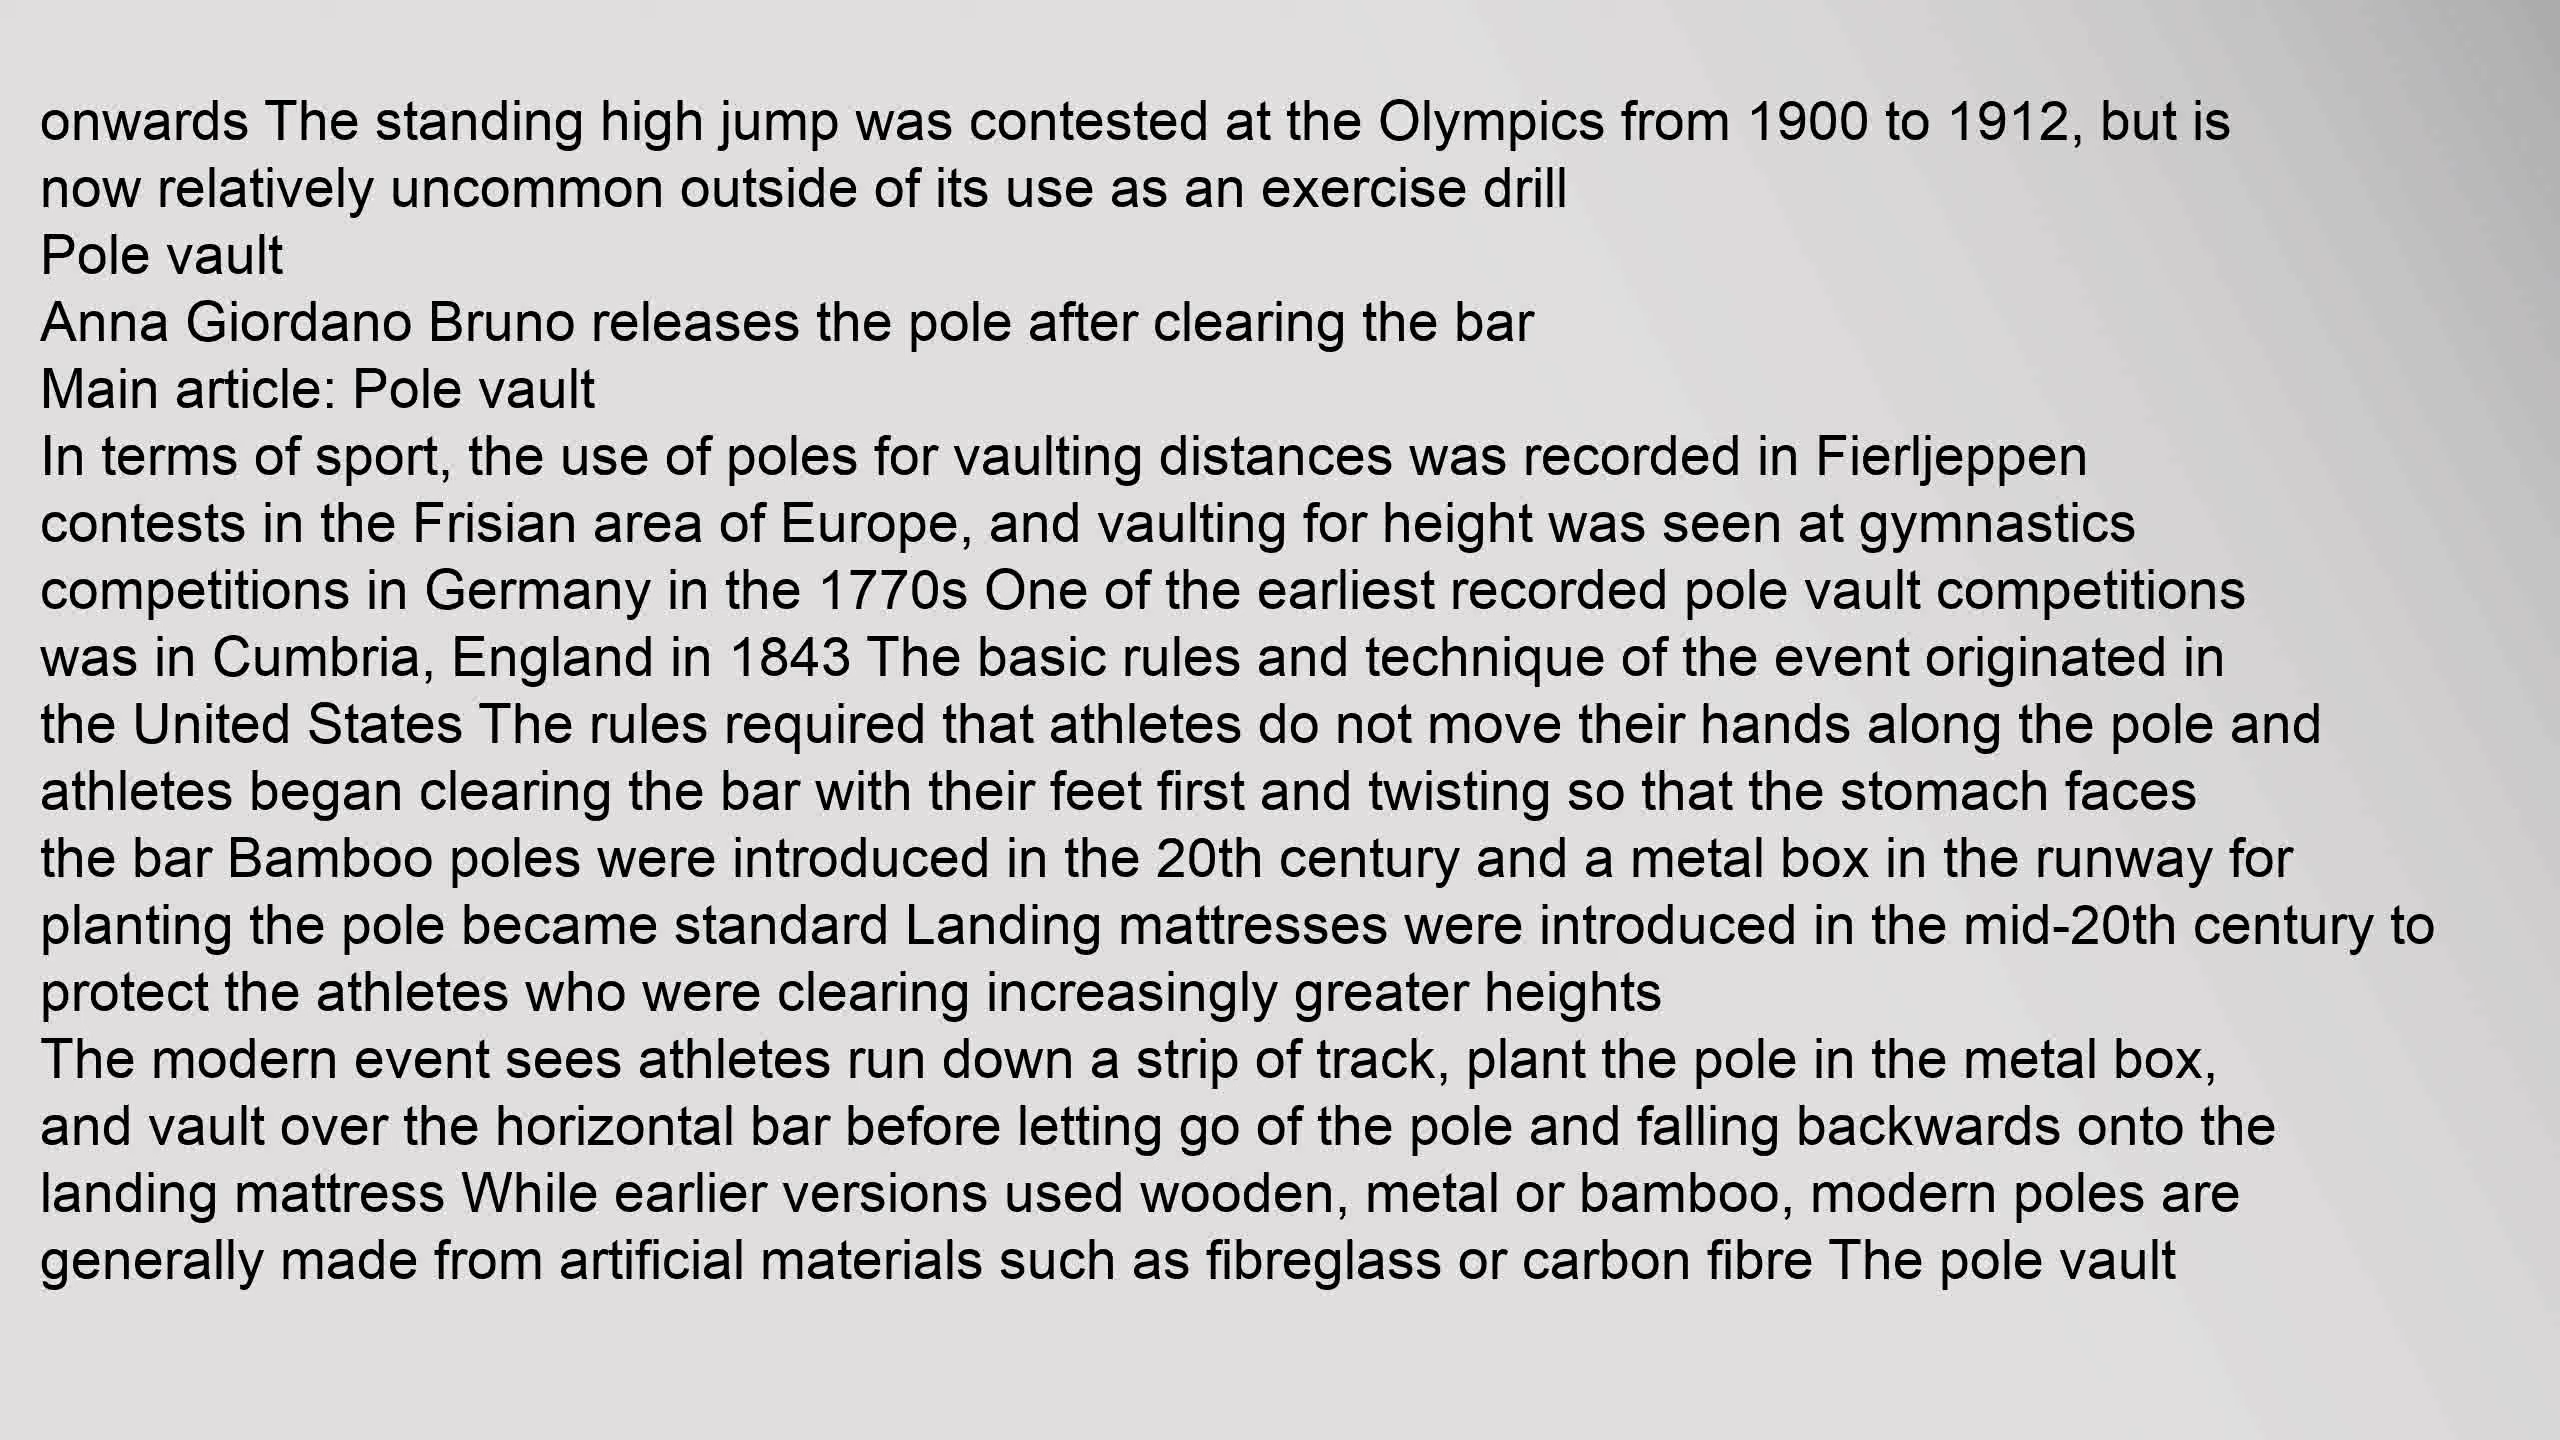 onwards The standing high jump was contested at the Olympics from 1900 to 1912, but is
now relatively uncommon outside of its use as an exercise drill
Pole vault
Anna Giordano Bruno releases the pole after clearing the bar
Main article: Pole vault
In terms of sport, the use of poles for vaulting distances was recorded in Fierljeppen
contests in the Frisian area of Europe, and vaulting for height was seen at gymnastics
competitions in Germany in the 1770s One of the earliest recorded pole vault competitions
was in Cumbria, England in 1843 The basic rules and technique of the event originated in
the United States The rules required that athletes do not move their hands along the pole and
athletes began clearing the bar with their feet first and twisting so that the stomach faces
the bar Bamboo poles were introduced in the 20th century and a metal box in the runway for
planting the pole became standard Landing mattresses were introduced in the mid-20th century to
protect the athletes who were clearing increasingly greater heights
The modern event sees athletes run down a strip of track, plant the pole in the metal box,
and vault over the horizontal bar before letting go of the pole and falling backwards onto the
landing mattress While earlier versions used wooden, metal or bamboo, modern poles are
generally made from artificial materials such as fibreglass or carbon fibre The pole vault